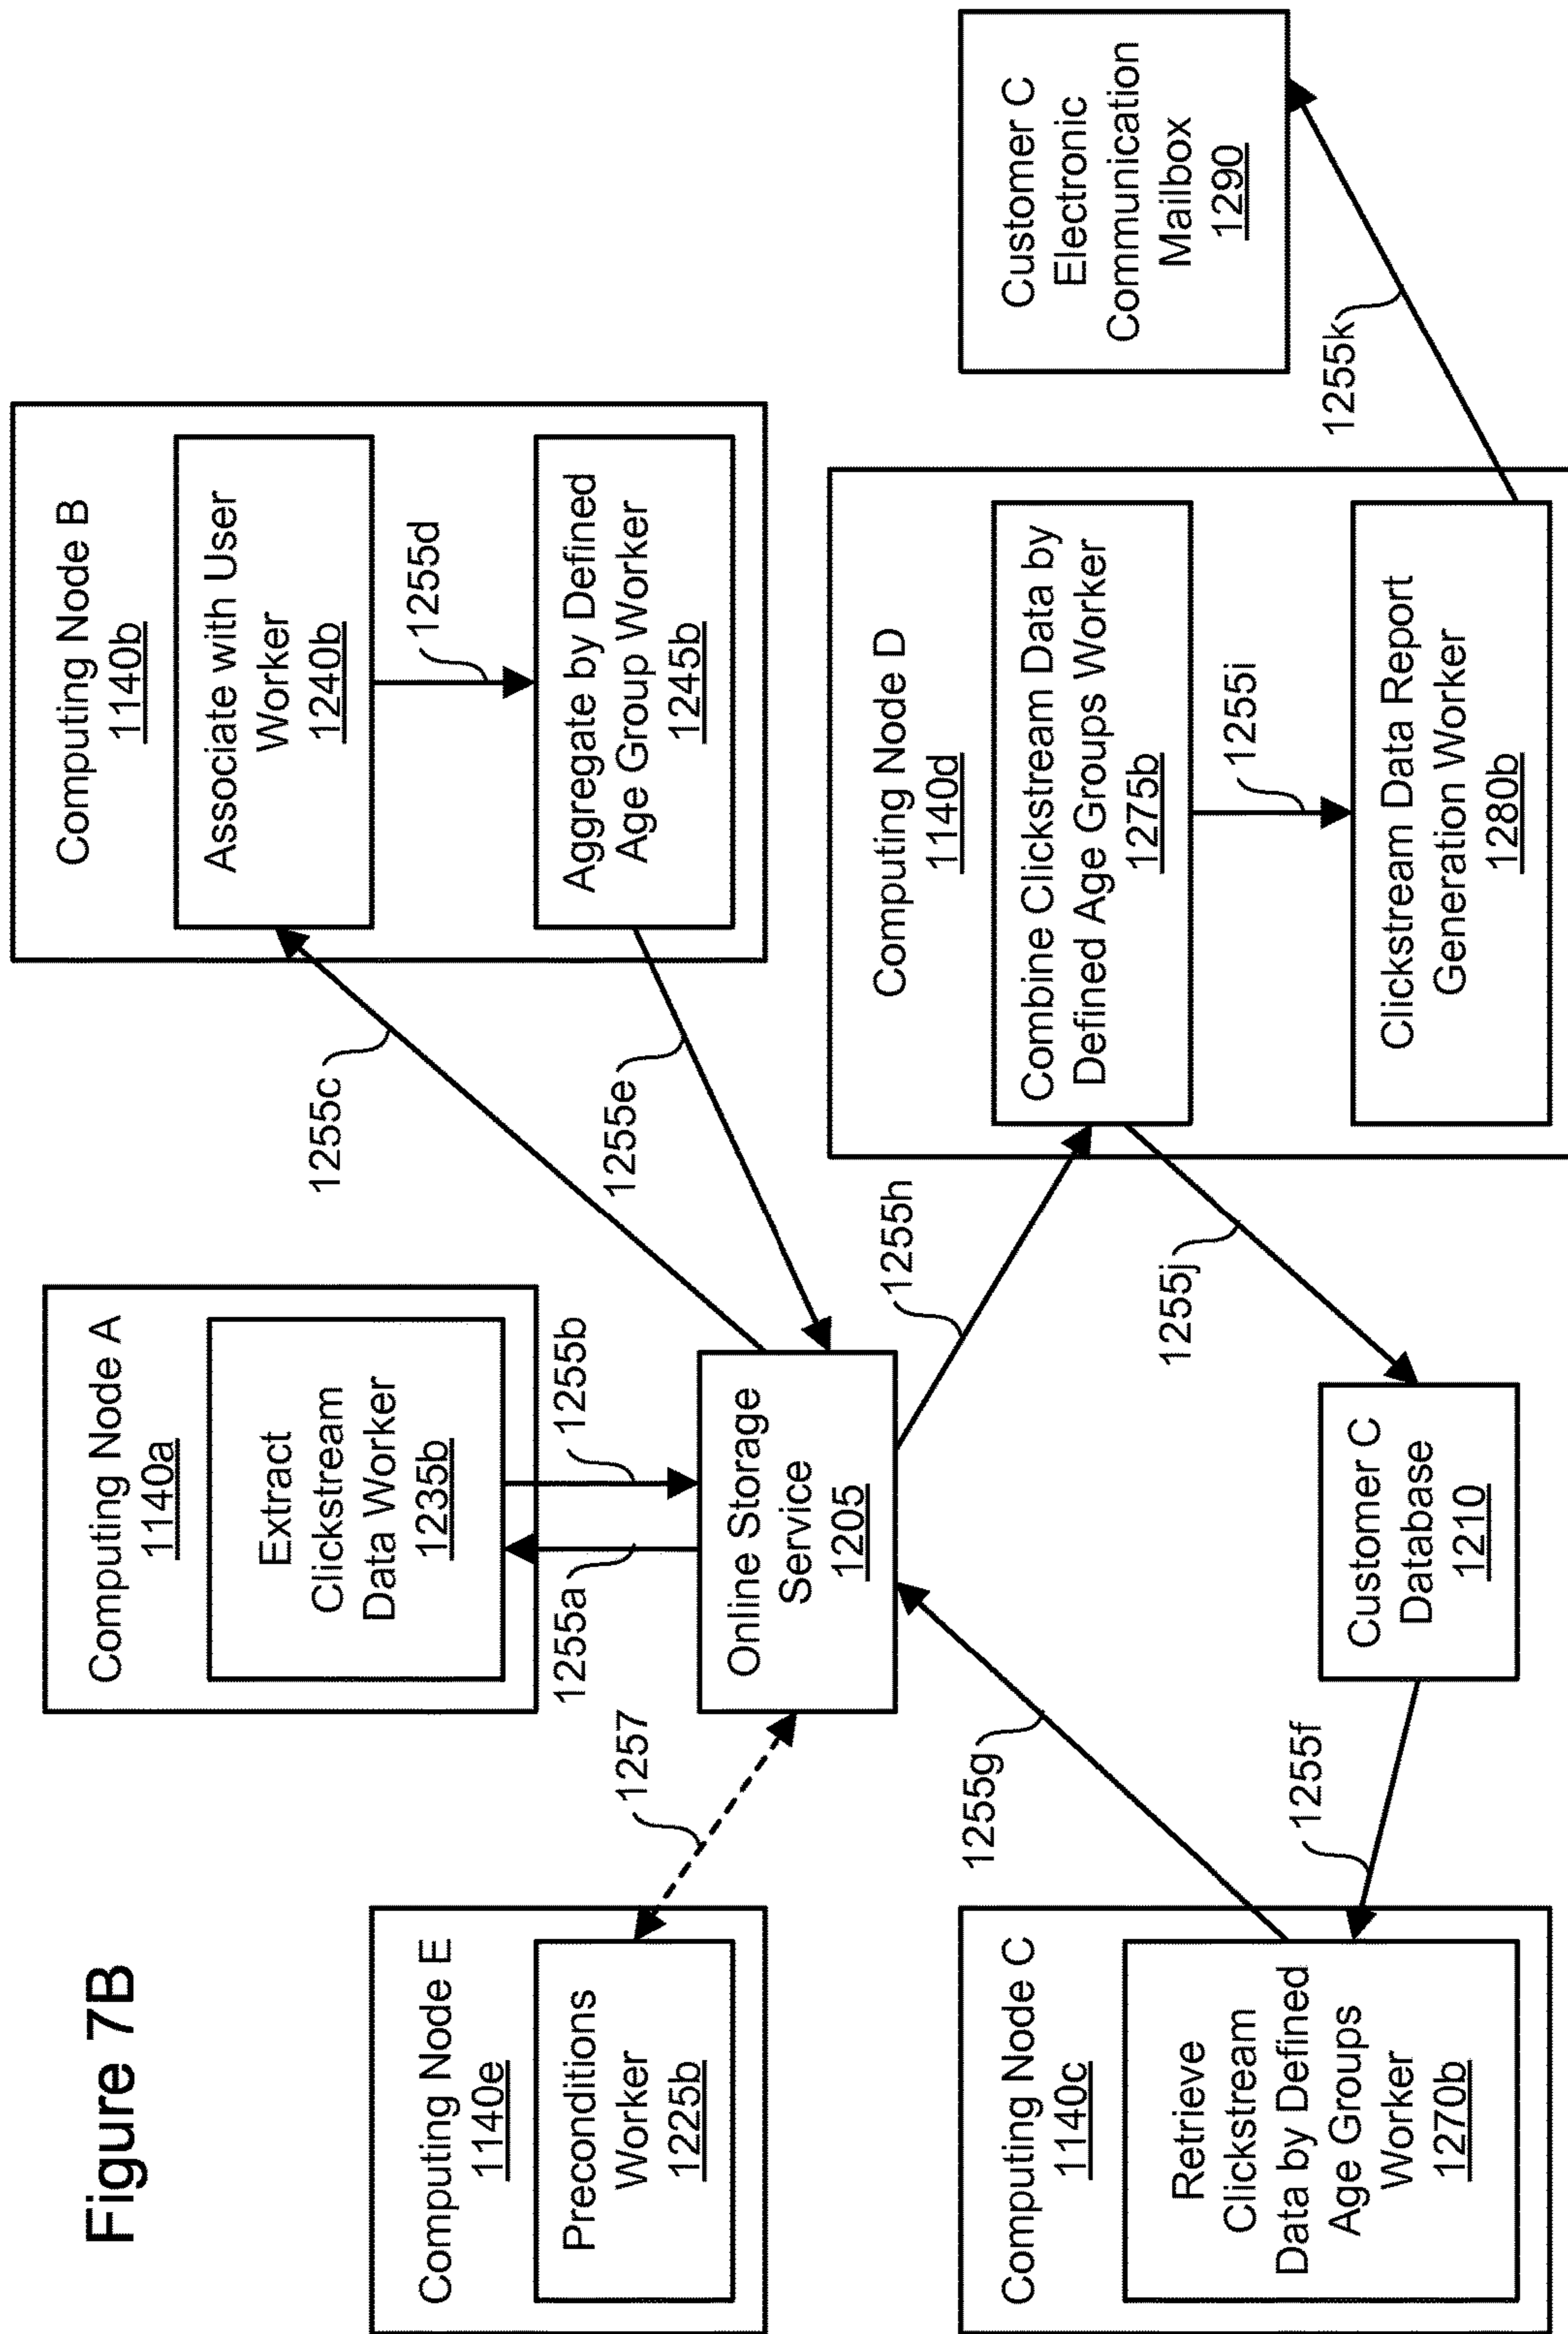 Figure 7B
Computing Node E
1140e
Preconditions
Worker
1225b
1257
Computing Node A
1140a
Extract
Clickstream
Data Worker
1235b
1255a
1255b
Online Storage
Service
1205
1255c
1255e
Computing Node B
1140b
Associate with User
Worker
1240b
1255d
Aggregate by Defined
Age Group Worker
1245b
Computing Node C
1140c
Retrieve
Clickstream
Data by Defined
Age Groups
Worker
1270b
1255g
1255f
Customer C
Database
1210
1255h
1255j
Computing Node D
1140d
Combine Clickstream Data by
Defined Age Groups Worker
1275b
1255i
Clickstream Data Report
Generation Worker
1280b
1255k
Customer C
Electronic
Communication
Mailbox
1290